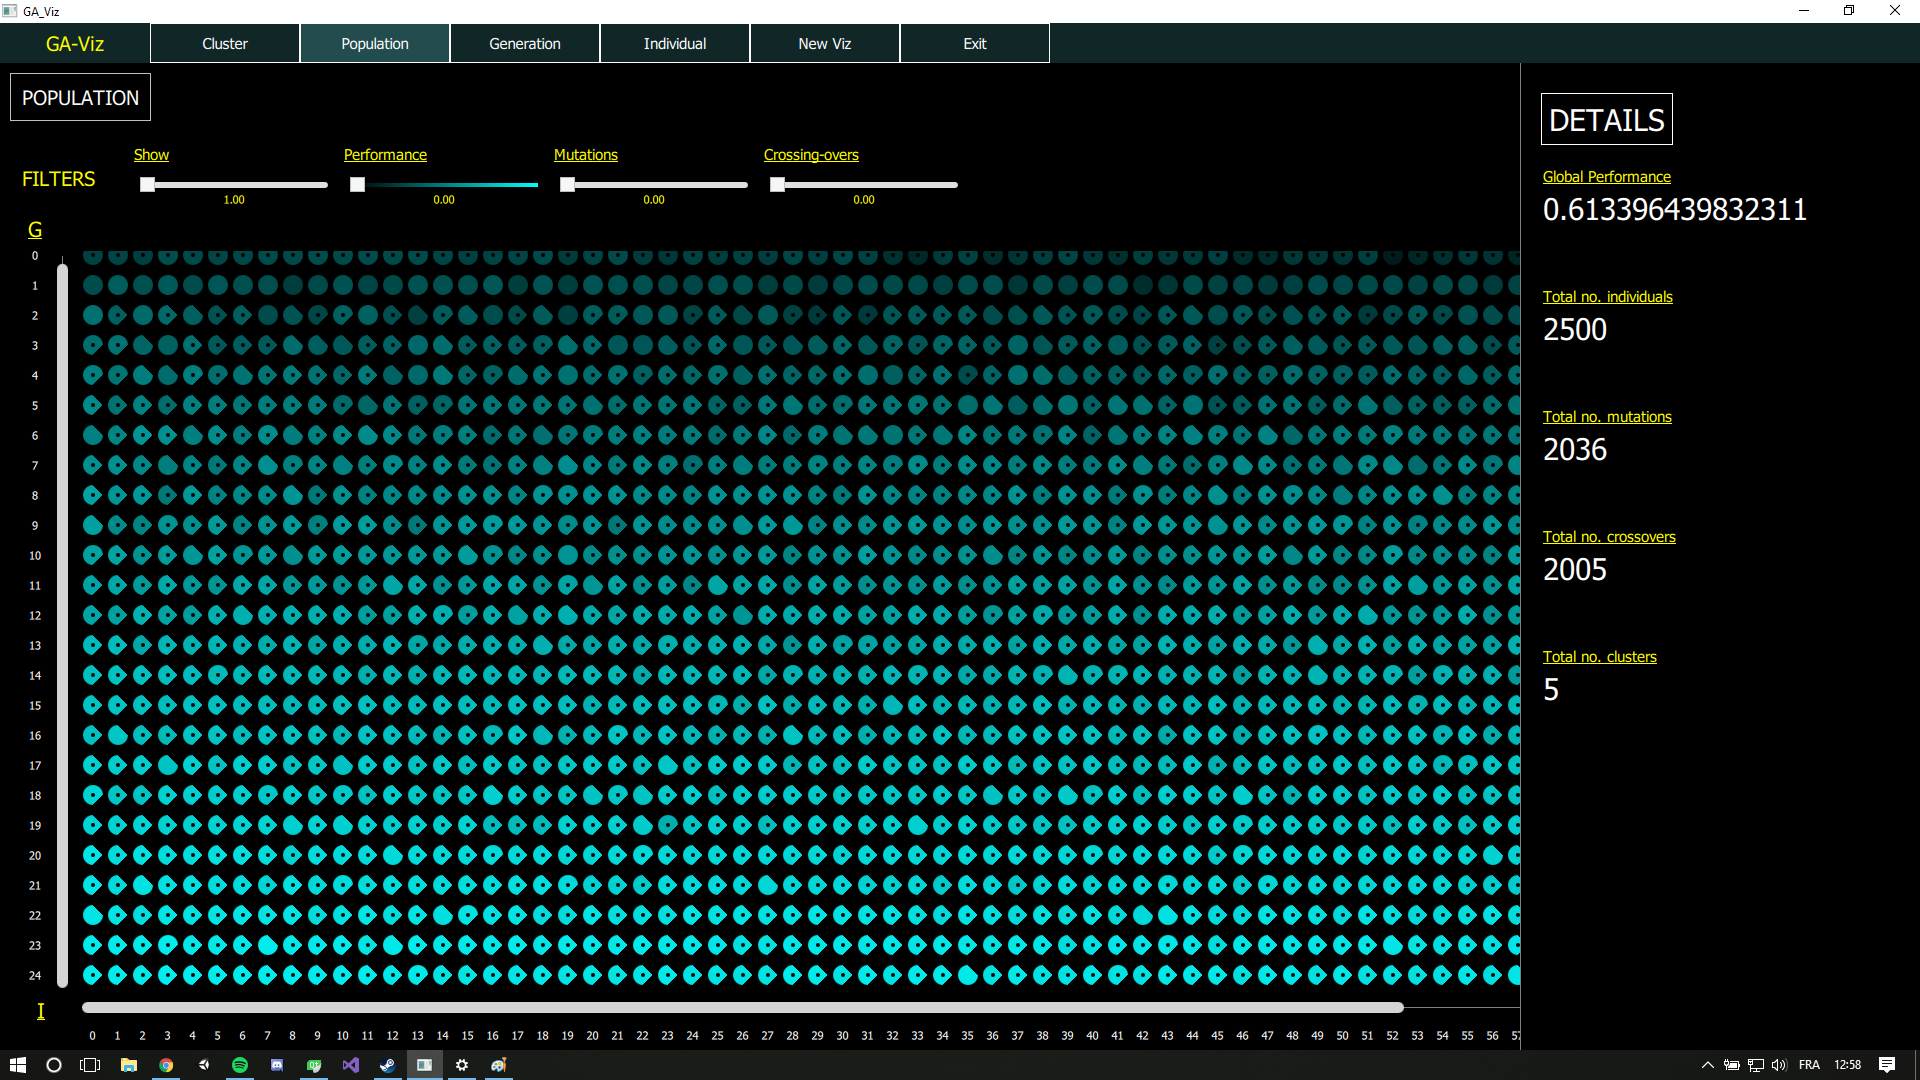 GA_Viz
GA-Viz Cluster Population Generation Individual New Viz Exit
POPULATION
FILTERS
Show Performance Mutations Crossing-overs
1.00 0.00 0.00 0.00
G
0
1
2
3
4
5
6
7
8
9
10
11
12
13
14
15
16
17
18
19
20
21
22
23
24
I
0 1 2 3 4 5 6 7 8 9 10 11 12 13 14 15 16 17 18 19 20 21 22 23 24 25 26 27 28 29 30 31 32 33 34 35 36 37 38 39 40 41 42 43 44 45 46 47 48 49 50 51 52 53 54 55 56
DETAILS
Global Performance
0.613396439832311
Total no. individuals
2500
Total no. mutations
2036
Total no. crossovers
2005
Total no. clusters
5
FRA 12:58